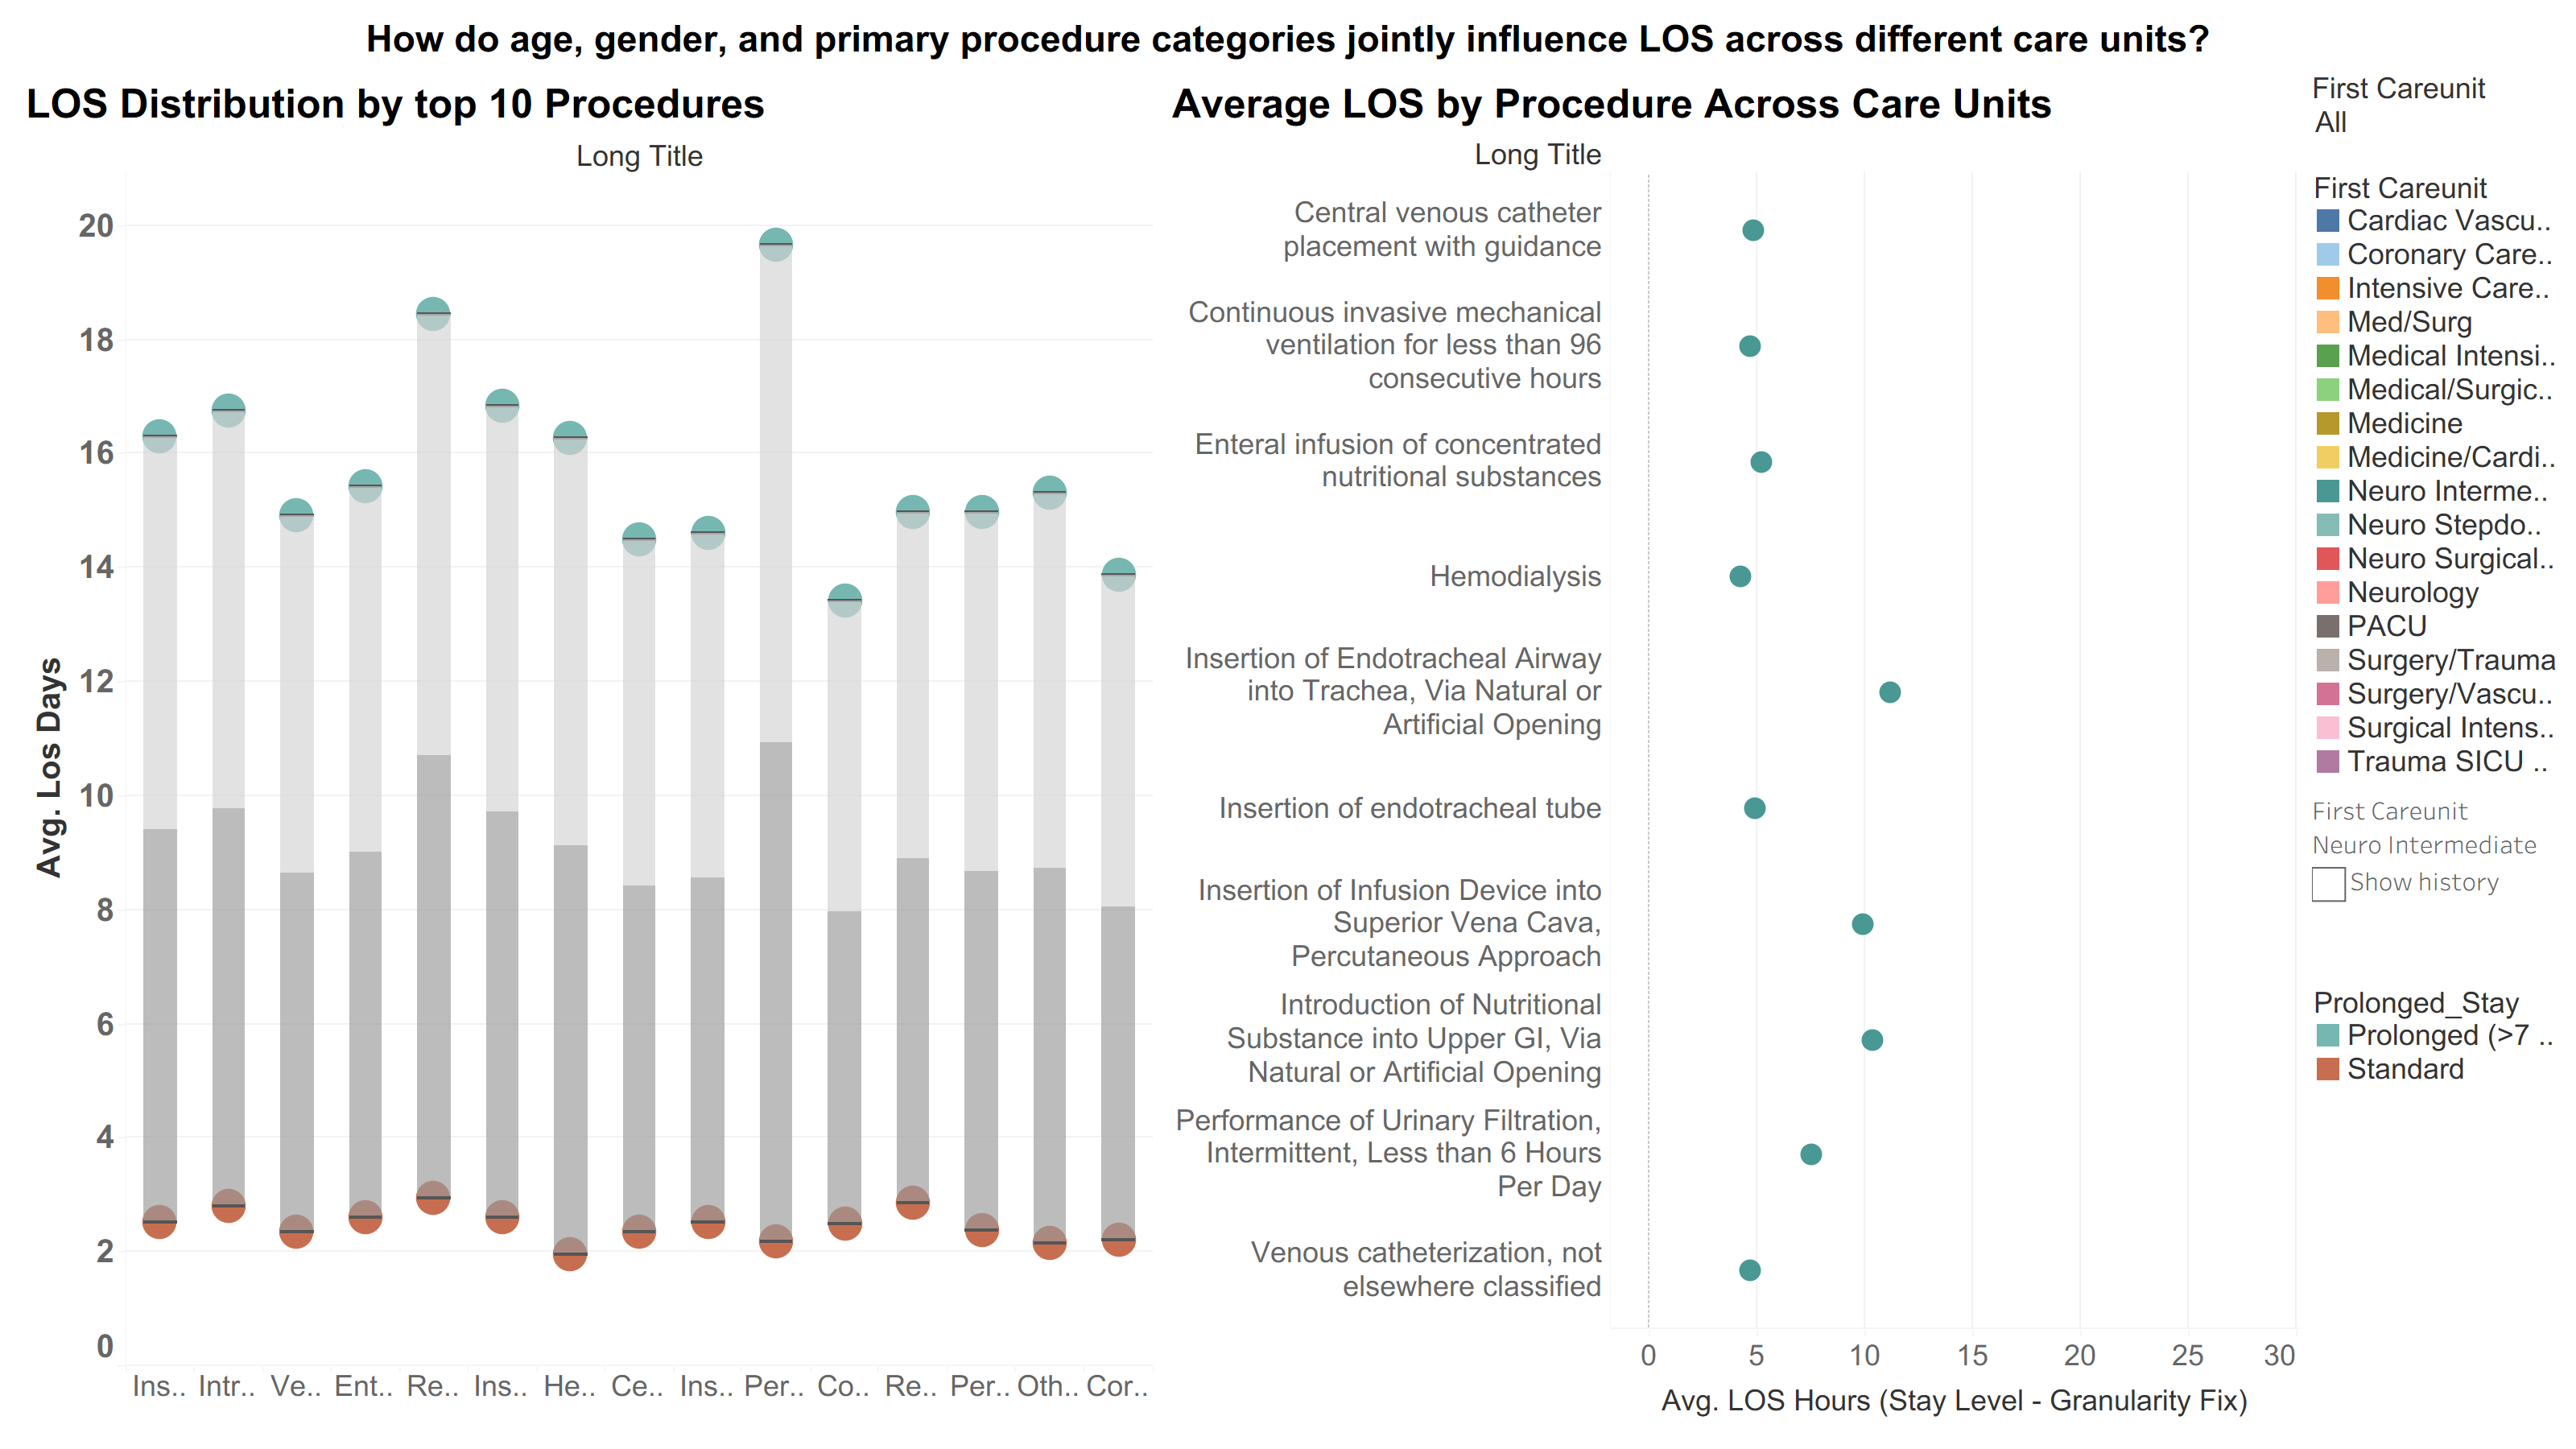 How do age, gender, and primary procedure categories jointly influence LOS across different care units?
LOS Distribution by top 10 Procedures
Long Title
Avg. Los Days
20
18
16
14
12
10
8
6
4
2
0
Ins.. Intr.. Ve.. Ent.. Re.. Ins.. He.. Ce.. Ins.. Per.. Co.. Re.. Per.. Oth.. Cor..
Average LOS by Procedure Across Care Units
Long Title
Central venous catheter
placement with guidance
Continuous invasive mechanical
ventilation for less than 96
consecutive hours
Enteral infusion of concentrated
nutritional substances
Hemodialysis
Insertion of Endotracheal Airway
into Trachea, Via Natural or
Artificial Opening
Insertion of endotracheal tube
Insertion of Infusion Device into
Superior Vena Cava,
Percutaneous Approach
Introduction of Nutritional
Substance into Upper GI, Via
Natural or Artificial Opening
Performance of Urinary Filtration,
Intermittent, Less than 6 Hours
Per Day
Venous catheterization, not
elsewhere classified
0 5 10 15 20 25 30
Avg. LOS Hours (Stay Level - Granularity Fix)
First Careunit
All
First Careunit
Cardiac Vascu..
Coronary Care..
Intensive Care..
Med/Surg
Medical Intensi..
Medical/Surgic..
Medicine
Medicine/Cardi..
Neuro Interme..
Neuro Stepdo..
Neuro Surgical..
Neurology
PACU
Surgery/Trauma
Surgery/Vascu..
Surgical Intens..
Trauma SICU ..
First Careunit
Neuro Intermediate
Show history
Prolonged_Stay
Prolonged (>7 ..
Standard